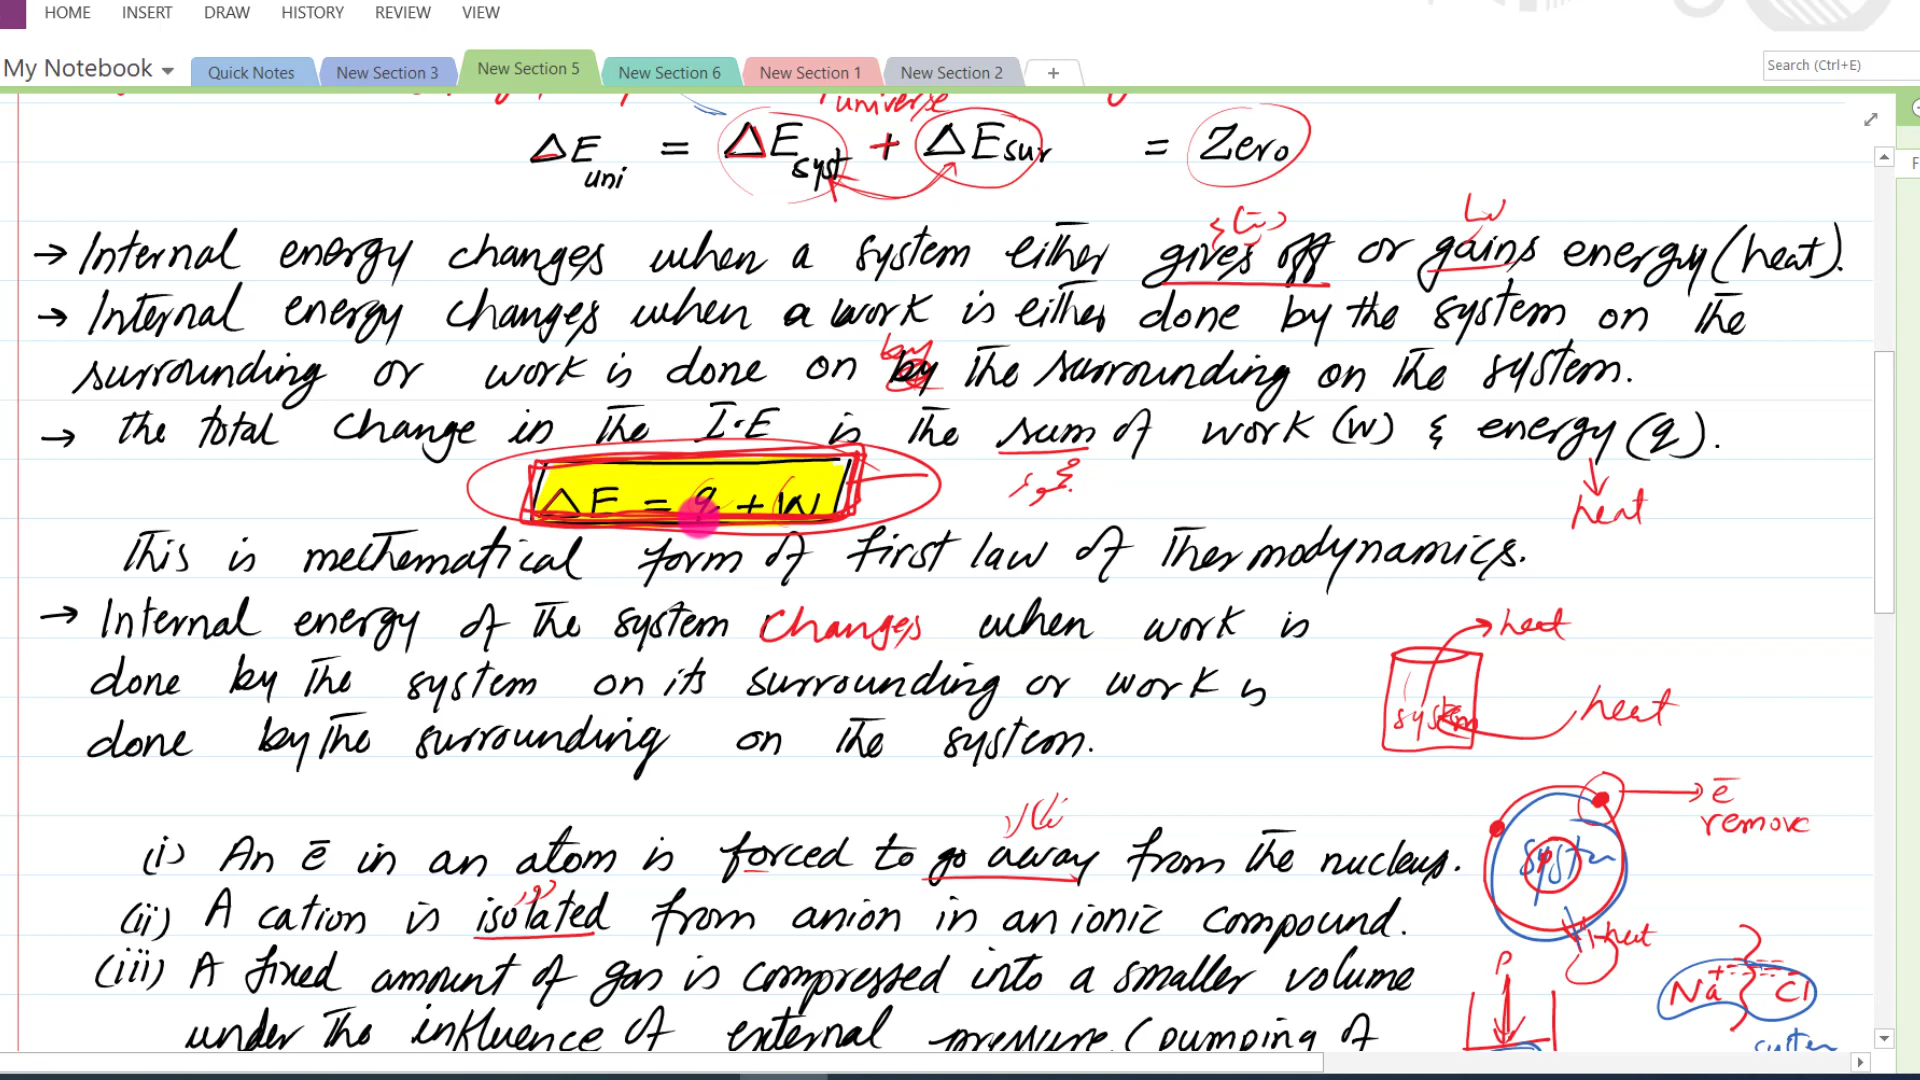 HOME INSERT DRAW HISTORY REVIEW VIEW
My Notebook Quick Notes New Section 3 New Section 5 New Section 6 New Section 1 New Section 2 +
Search (Ctrl+E)
universe
ΔE uni = ΔE syst + ΔE sur = Zero
→ Internal energy changes when a system either gives off or gains energy (heat).
→ Internal energy changes when a work is either done by the system on the
surrounding or work is done on by the surrounding on the system.
→ the total change in the I.E is the sum of work (w) & energy (q).
heat
ΔE = q + W
This is methematical form of first law of Thermodynamics.
→ Internal energy of the system changes when work is
done by the system on its surrounding or work is
done by the surrounding on the system.
heat
system
heat
(i) An ē in an atom is forced to go away from the nucleus.
ē
remove
(ii) A cation is isolated from anion in an ionic compound.
(iii) A fixed amount of gas is compressed into a smaller volume
under the influence of external pressure (pumping of
P
Na+ Cl